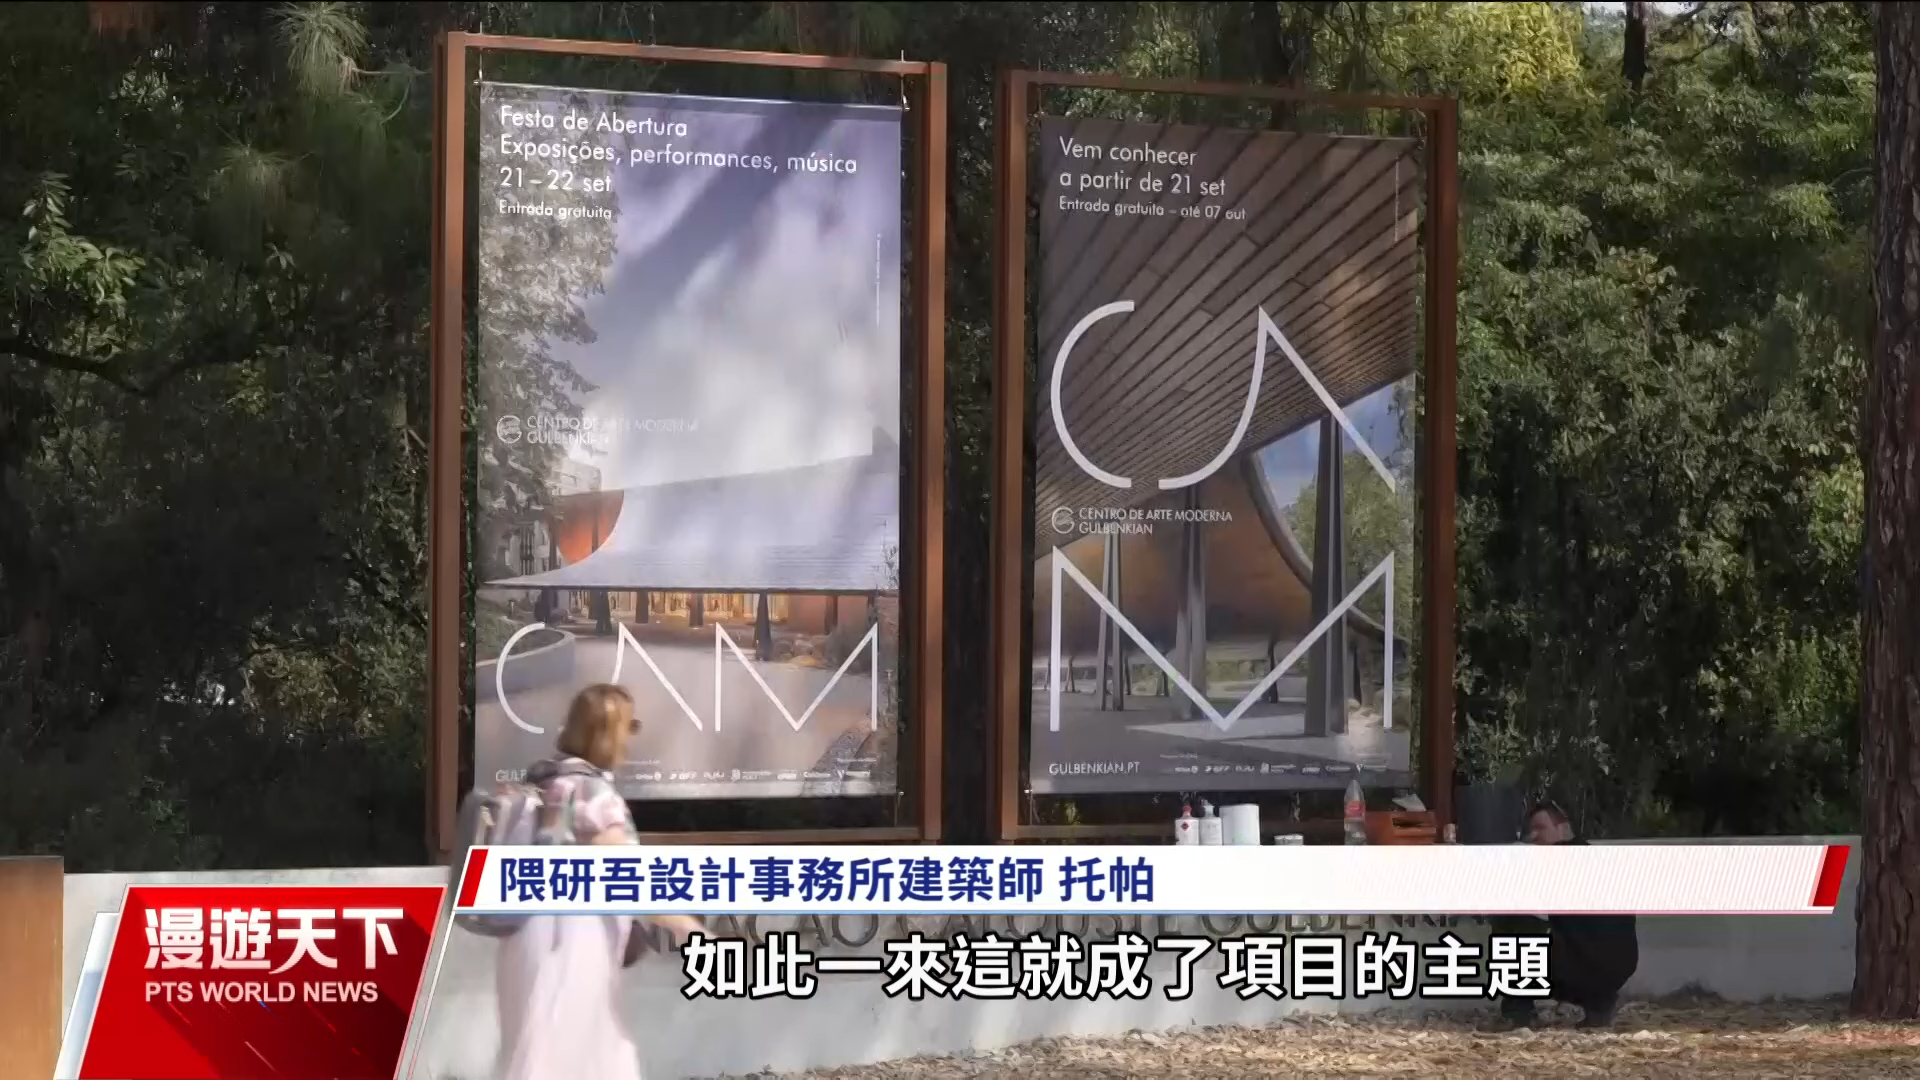 Festa de Abertura
Exposições, performances, música
21 – 22 set
Entrada gratuita
CENTRO DE ARTE MODERNA
GULBENKIAN
CAM
Vem conhecer
a partir de 21 set
Entrada gratuita – até 07 out
CA
CENTRO DE ARTE MODERNA
GULBENKIAN
M
GULBENKIAN.PT
隈研吾設計事務所建築師 托帕
漫遊天下
PTS WORLD NEWS
如此一來這就成了項目的主題